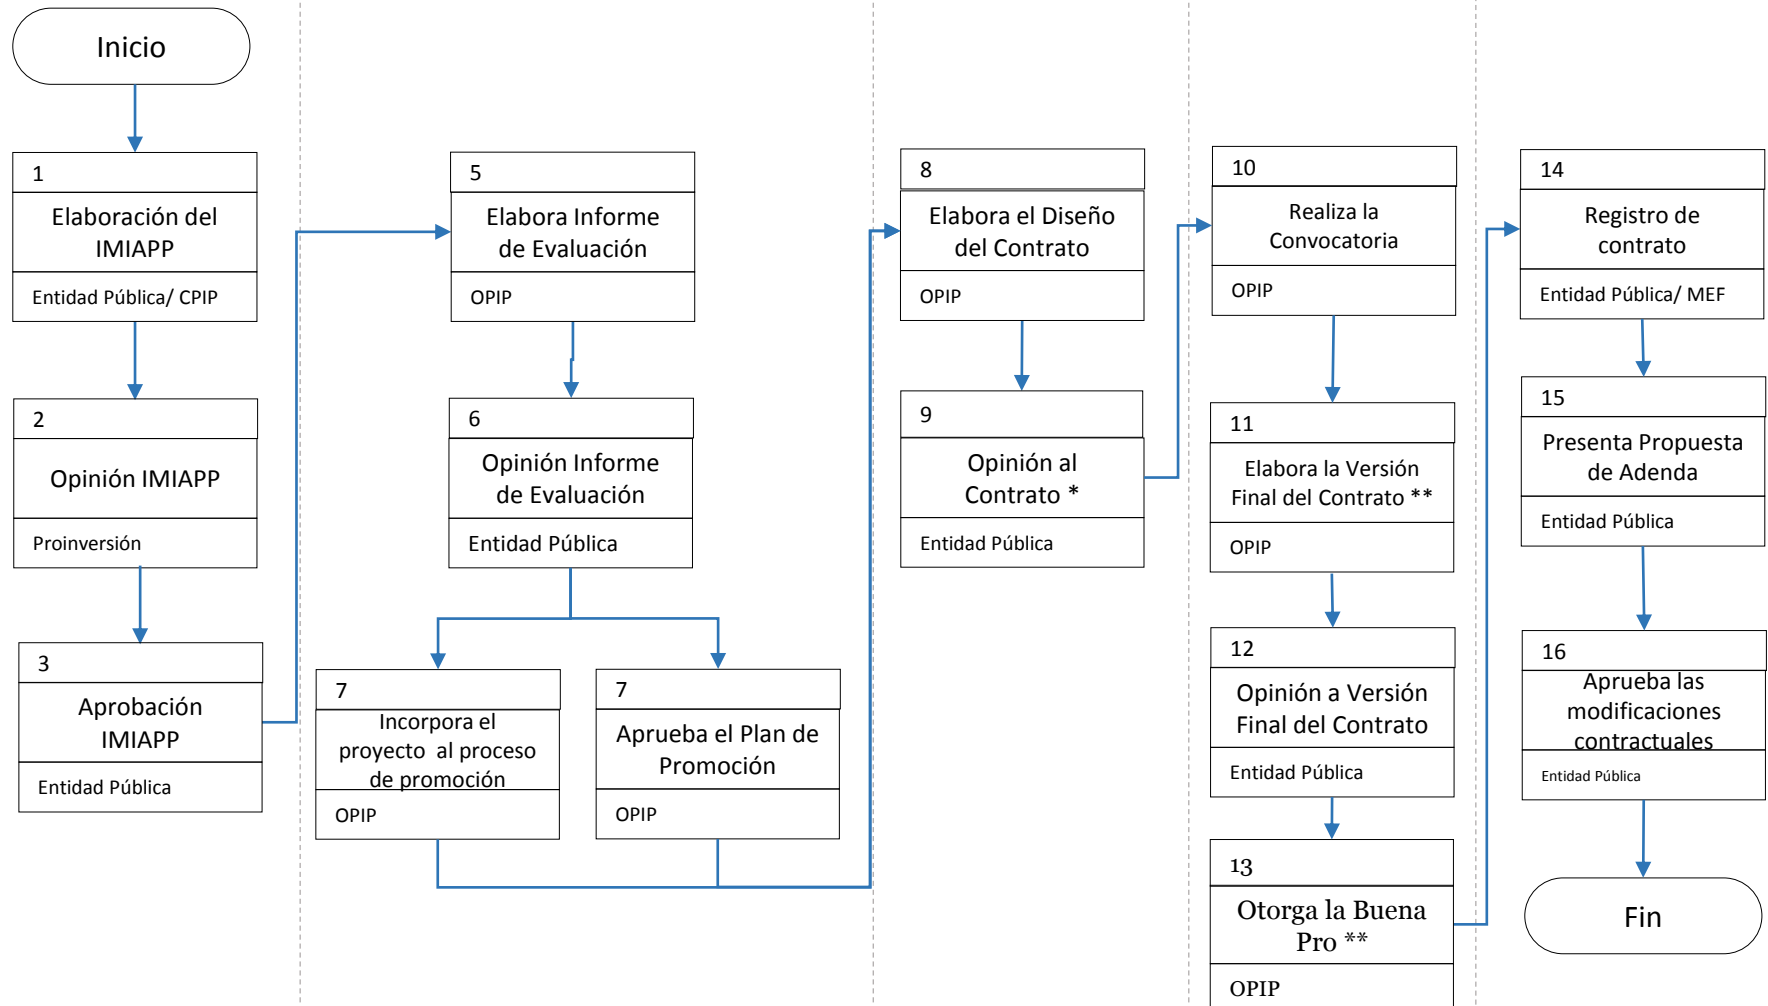 Inicio
1
Elaboración del
IMIAPP
Entidad Pública/ CPIP
2
Opinión IMIAPP
Proinversión
3
Aprobación
IMIAPP
Entidad Pública
5
Elabora Informe
de Evaluación
OPIP
6
Opinión Informe
de Evaluación
Entidad Pública
7
Incorpora el
proyecto al proceso
de promoción
OPIP
7
Aprueba el Plan de
Promoción
OPIP
8
Elabora el Diseño
del Contrato
OPIP
9
Opinión al
Contrato *
Entidad Pública
10
Realiza la
Convocatoria
OPIP
11
Elabora la Versión
Final del Contrato **
OPIP
12
Opinión a Versión
Final del Contrato
Entidad Pública
13
Otorga la Buena
Pro **
OPIP
14
Registro de
contrato
Entidad Pública/ MEF
15
Presenta Propuesta
de Adenda
Entidad Pública
16
Aprueba las
modificaciones
contractuales
Entidad Pública
Fin